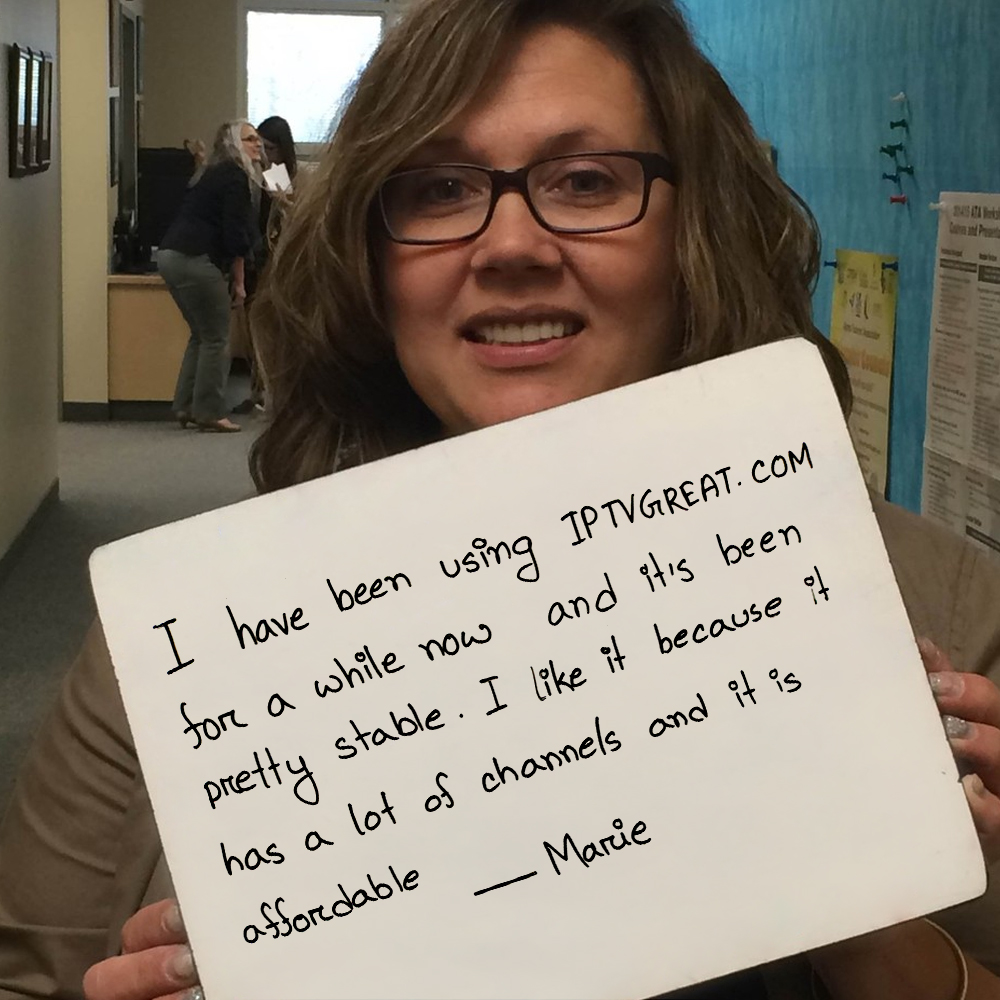 I have been using IPTVGREAT.COM
for a while now and it's been
pretty stable. I like it because it
has a lot of channels and it is
affordable — Marie